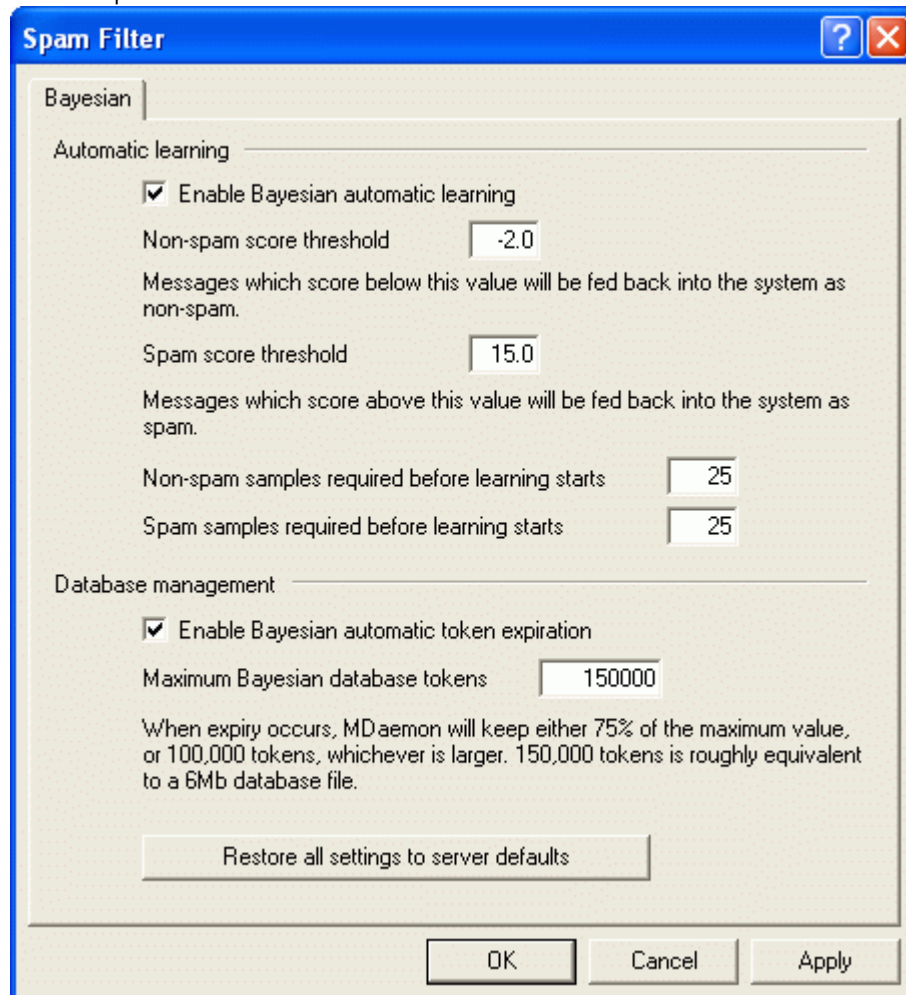 Spam Filter
Bayesian
Automatic learning
Enable Bayesian automatic learning
Non-spam score threshold -2.0
Messages which score below this value will be fed back into the system as
non-spam.
Spam score threshold 15.0
Messages which score above this value will be fed back into the system as
spam.
Non-spam samples required before learning starts 25
Spam samples required before learning starts 25
Database management
Enable Bayesian automatic token expiration
Maximum Bayesian database tokens 150000
When expiry occurs, MDaemon will keep either 75% of the maximum value,
or 100,000 tokens, whichever is larger. 150,000 tokens is roughly equivalent
to a 6Mb database file.
Restore all settings to server defaults
OK Cancel Apply